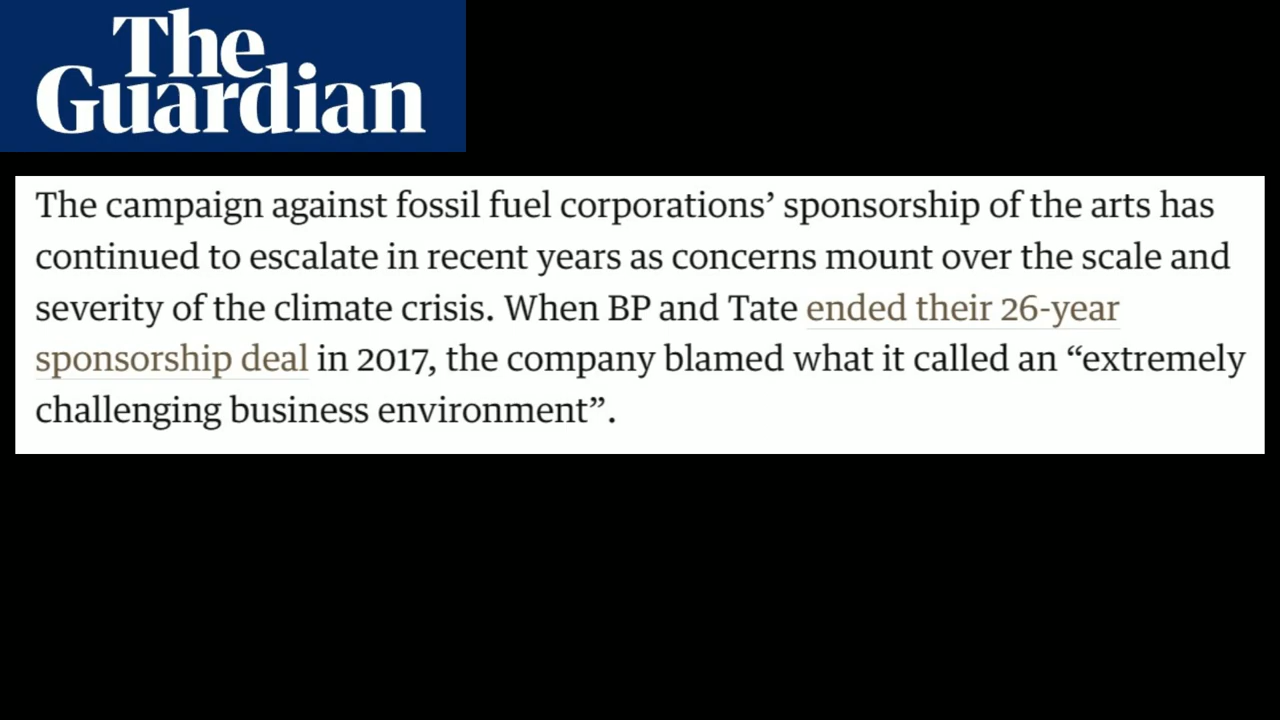 The
Guardian
The campaign against fossil fuel corporations’ sponsorship of the arts has
continued to escalate in recent years as concerns mount over the scale and
severity of the climate crisis. When BP and Tate ended their 26-year
sponsorship deal in 2017, the company blamed what it called an “extremely
challenging business environment”.